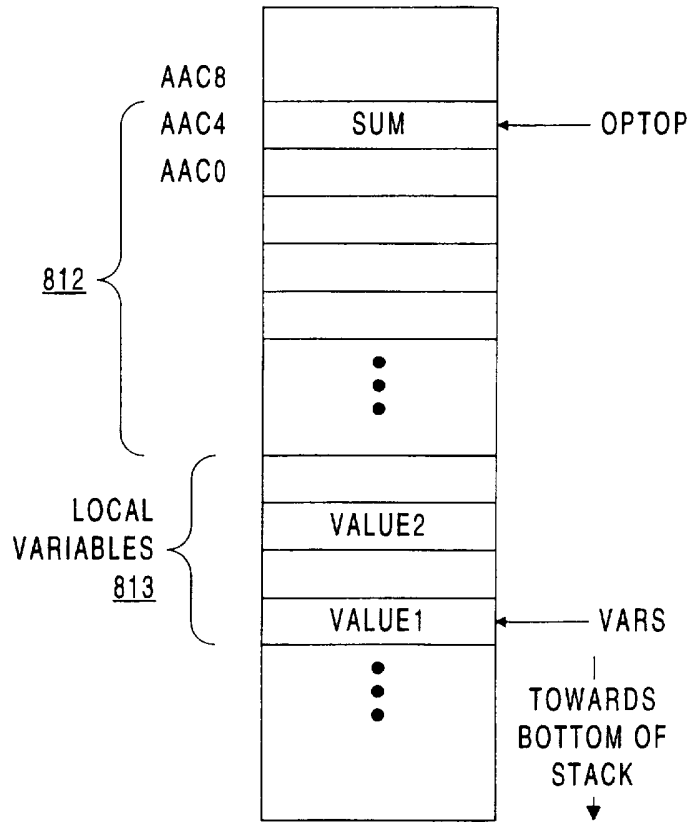 AAC8
AAC4 SUM OPTOP
AAC0
812
LOCAL
VARIABLES
813
VALUE2
VALUE1 VARS
TOWARDS
BOTTOM OF
STACK